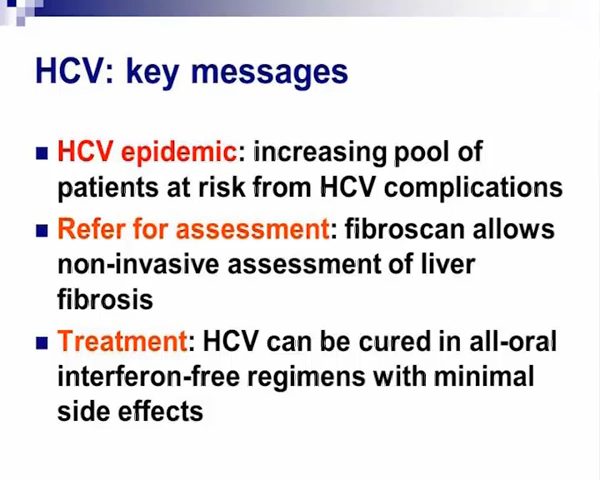 HCV: key messages
HCV epidemic: increasing pool of
patients at risk from HCV complications
Refer for assessment: fibroscan allows
non-invasive assessment of liver
fibrosis
Treatment: HCV can be cured in all-oral
interferon-free regimens with minimal
side effects